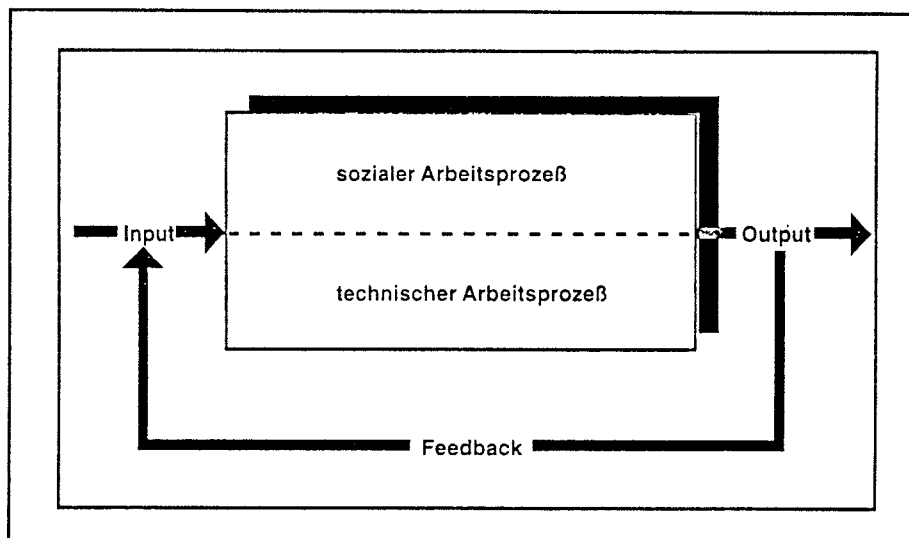 sozialer Arbeitsprozeß
Input
Output
technischer Arbeitsprozeß
Feedback